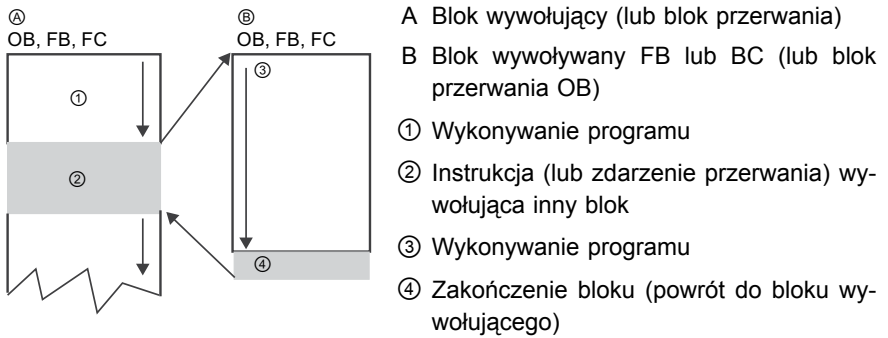 Ⓐ
OB, FB, FC
①
②
Ⓑ
OB, FB, FC
③
④
A Blok wywołujący (lub blok przerwania)
B Blok wywoływany FB lub BC (lub blok
przerwania OB)
① Wykonywanie programu
② Instrukcja (lub zdarzenie przerwania) wy-
wołująca inny blok
③ Wykonywanie programu
④ Zakończenie bloku (powrót do bloku wy-
wołującego)